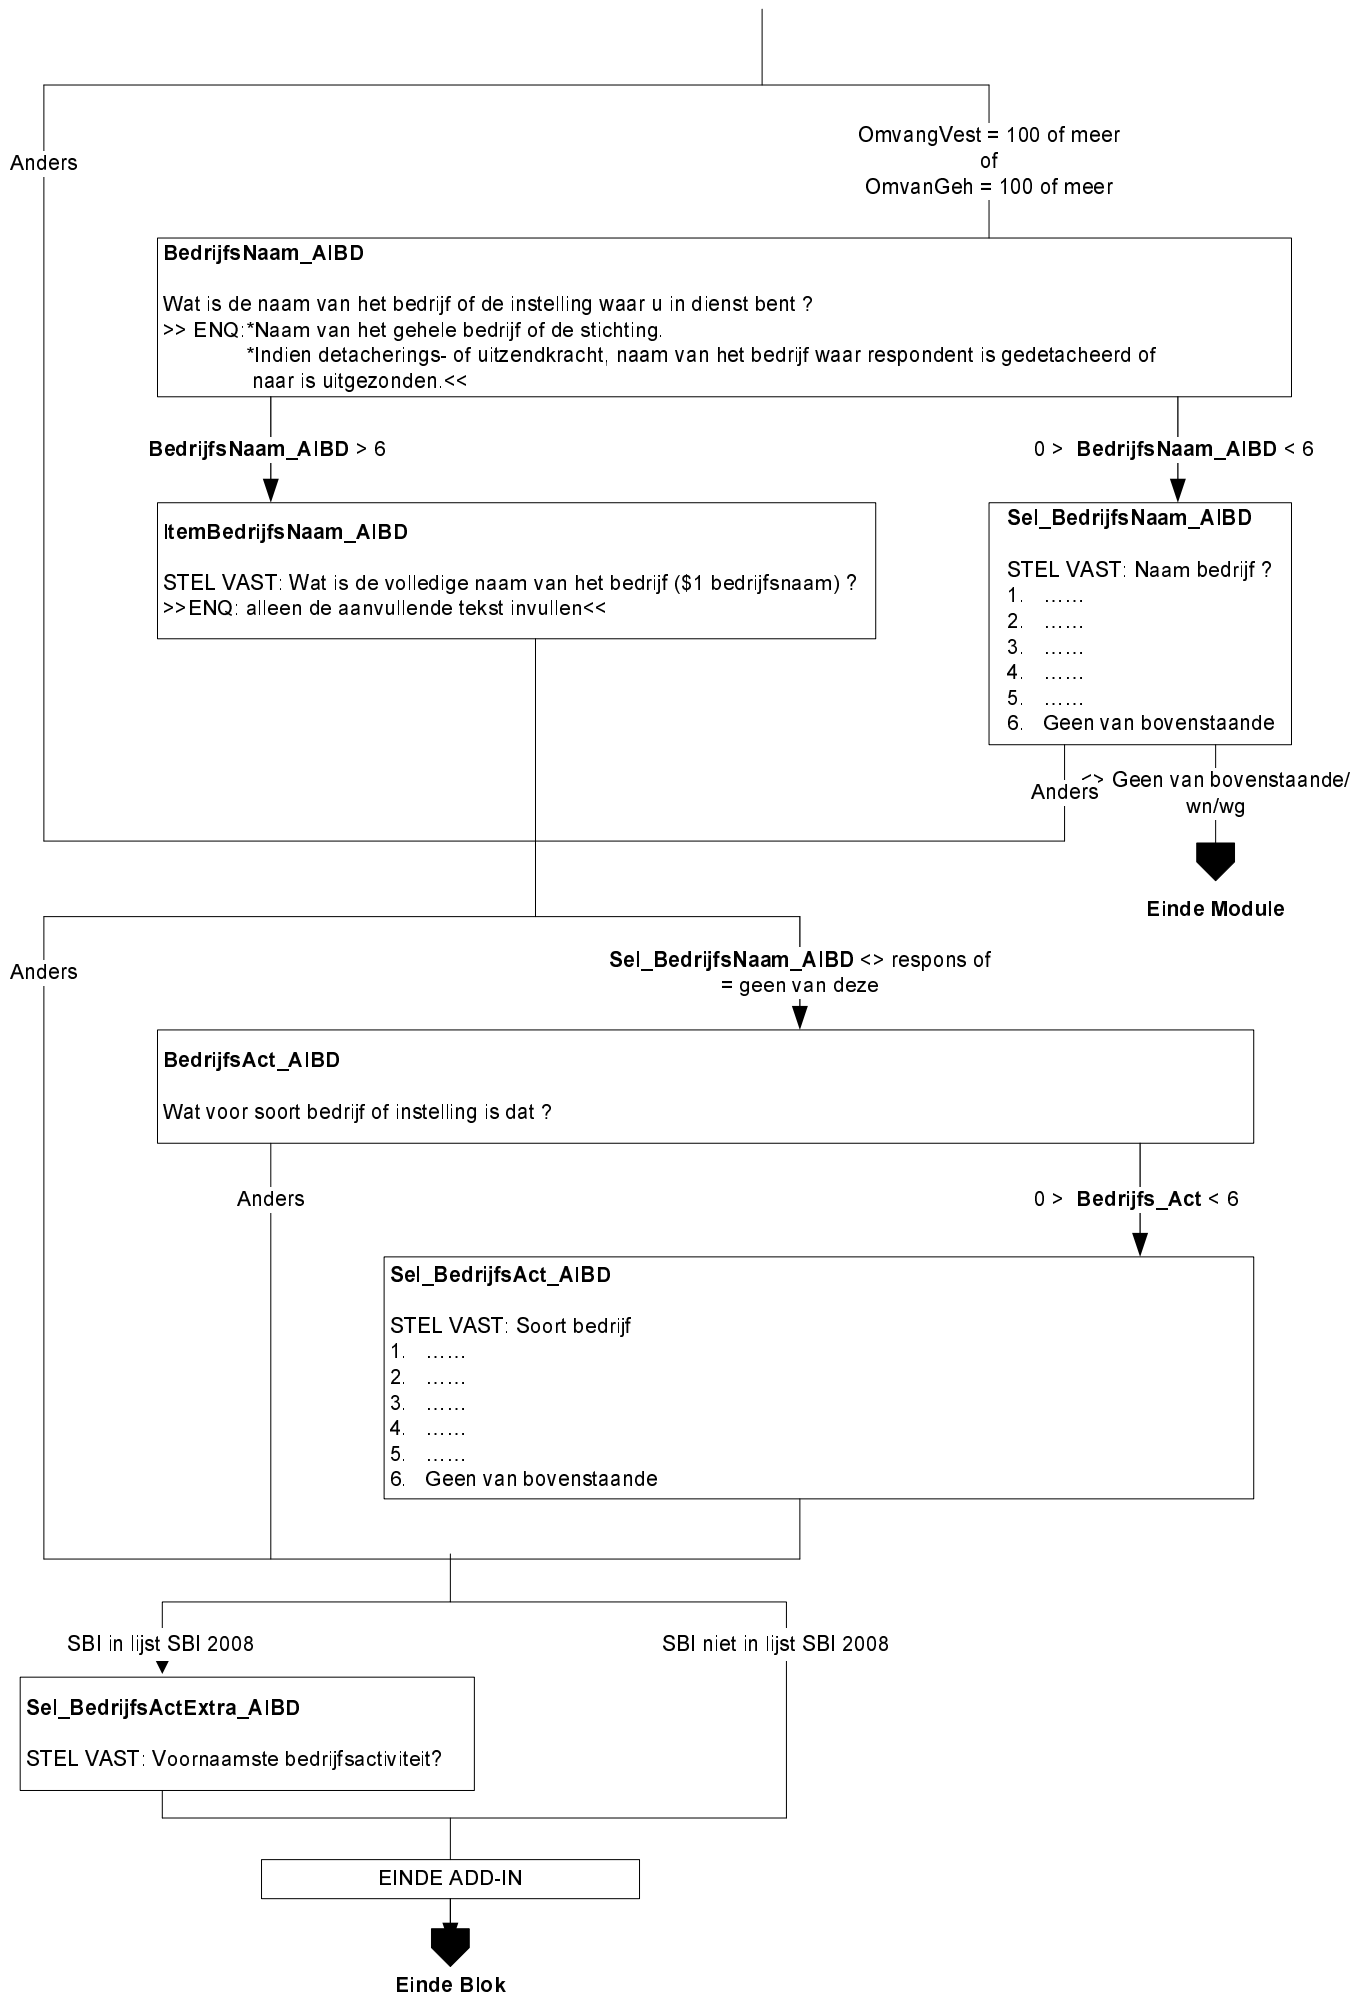 Anders
OmvangVest = 100 of meer
of
OmvanGeh = 100 of meer
BedrijfsNaam_AIBD
Wat is de naam van het bedrijf of de instelling waar u in dienst bent ?
>> ENQ:*Naam van het gehele bedrijf of de stichting.
*Indien detacherings- of uitzendkracht, naam van het bedrijf waar respondent is gedetacheerd of
naar is uitgezonden.<<
BedrijfsNaam_AIBD > 6
0 > BedrijfsNaam_AIBD < 6
ItemBedrijfsNaam_AIBD
STEL VAST: Wat is de volledige naam van het bedrijf ($1 bedrijfsnaam) ?
>>ENQ: alleen de aanvullende tekst invullen<<
Sel_BedrijfsNaam_AIBD
STEL VAST: Naam bedrijf ?
1. ……
2. ……
3. ……
4. ……
5. ……
6. Geen van bovenstaande
Anders
<> Geen van bovenstaande/
wn/wg
Einde Module
Anders
Sel_BedrijfsNaam_AIBD <> respons of
= geen van deze
BedrijfsAct_AIBD
Wat voor soort bedrijf of instelling is dat ?
Anders
0 > Bedrijfs_Act < 6
Sel_BedrijfsAct_AIBD
STEL VAST: Soort bedrijf
1. ……
2. ……
3. ……
4. ……
5. ……
6. Geen van bovenstaande
SBI in lijst SBI 2008
SBI niet in lijst SBI 2008
Sel_BedrijfsActExtra_AIBD
STEL VAST: Voornaamste bedrijfsactiviteit?
EINDE ADD-IN
Einde Blok